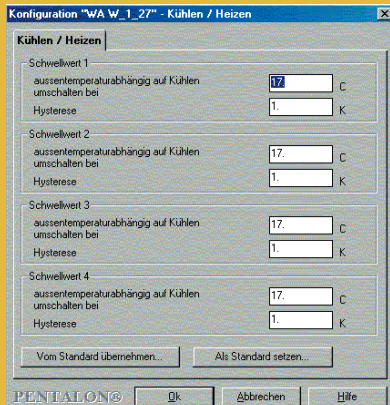 Konfiguration "WA W_1_27" - Kühlen / Heizen
Kühlen / Heizen
Schwellwert 1
aussentemperaturabhängig auf Kühlen
umschalten bei
17. C
Hysterese
1. K
Schwellwert 2
aussentemperaturabhängig auf Kühlen
umschalten bei
17. C
Hysterese
1. K
Schwellwert 3
aussentemperaturabhängig auf Kühlen
umschalten bei
17. C
Hysterese
1. K
Schwellwert 4
aussentemperaturabhängig auf Kühlen
umschalten bei
17. C
Hysterese
1. K
Vom Standard übernehmen... Als Standard setzen...
PENTALON® Ok Abbrechen Hilfe